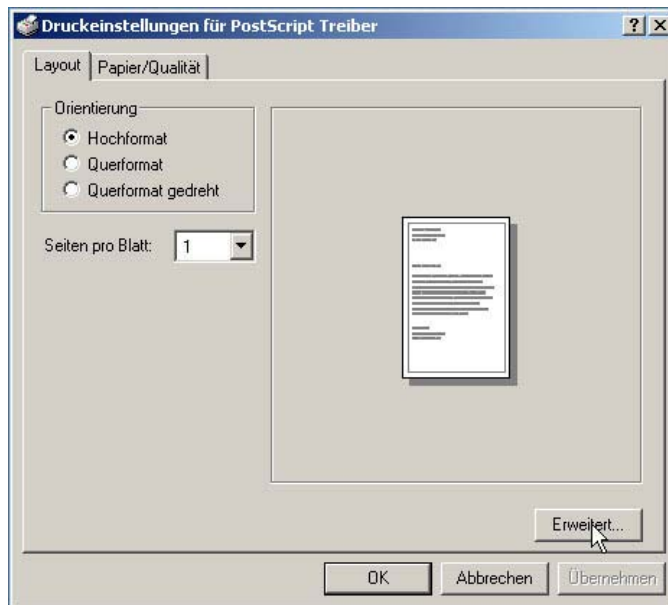 Druckeinstellungen für PostScript Treiber
Layout
Papier/Qualität
Orientierung
Hochformat
Querformat
Querformat gedreht
Seiten pro Blatt: 1
Erweitert...
OK
Abbrechen
Übernehmen